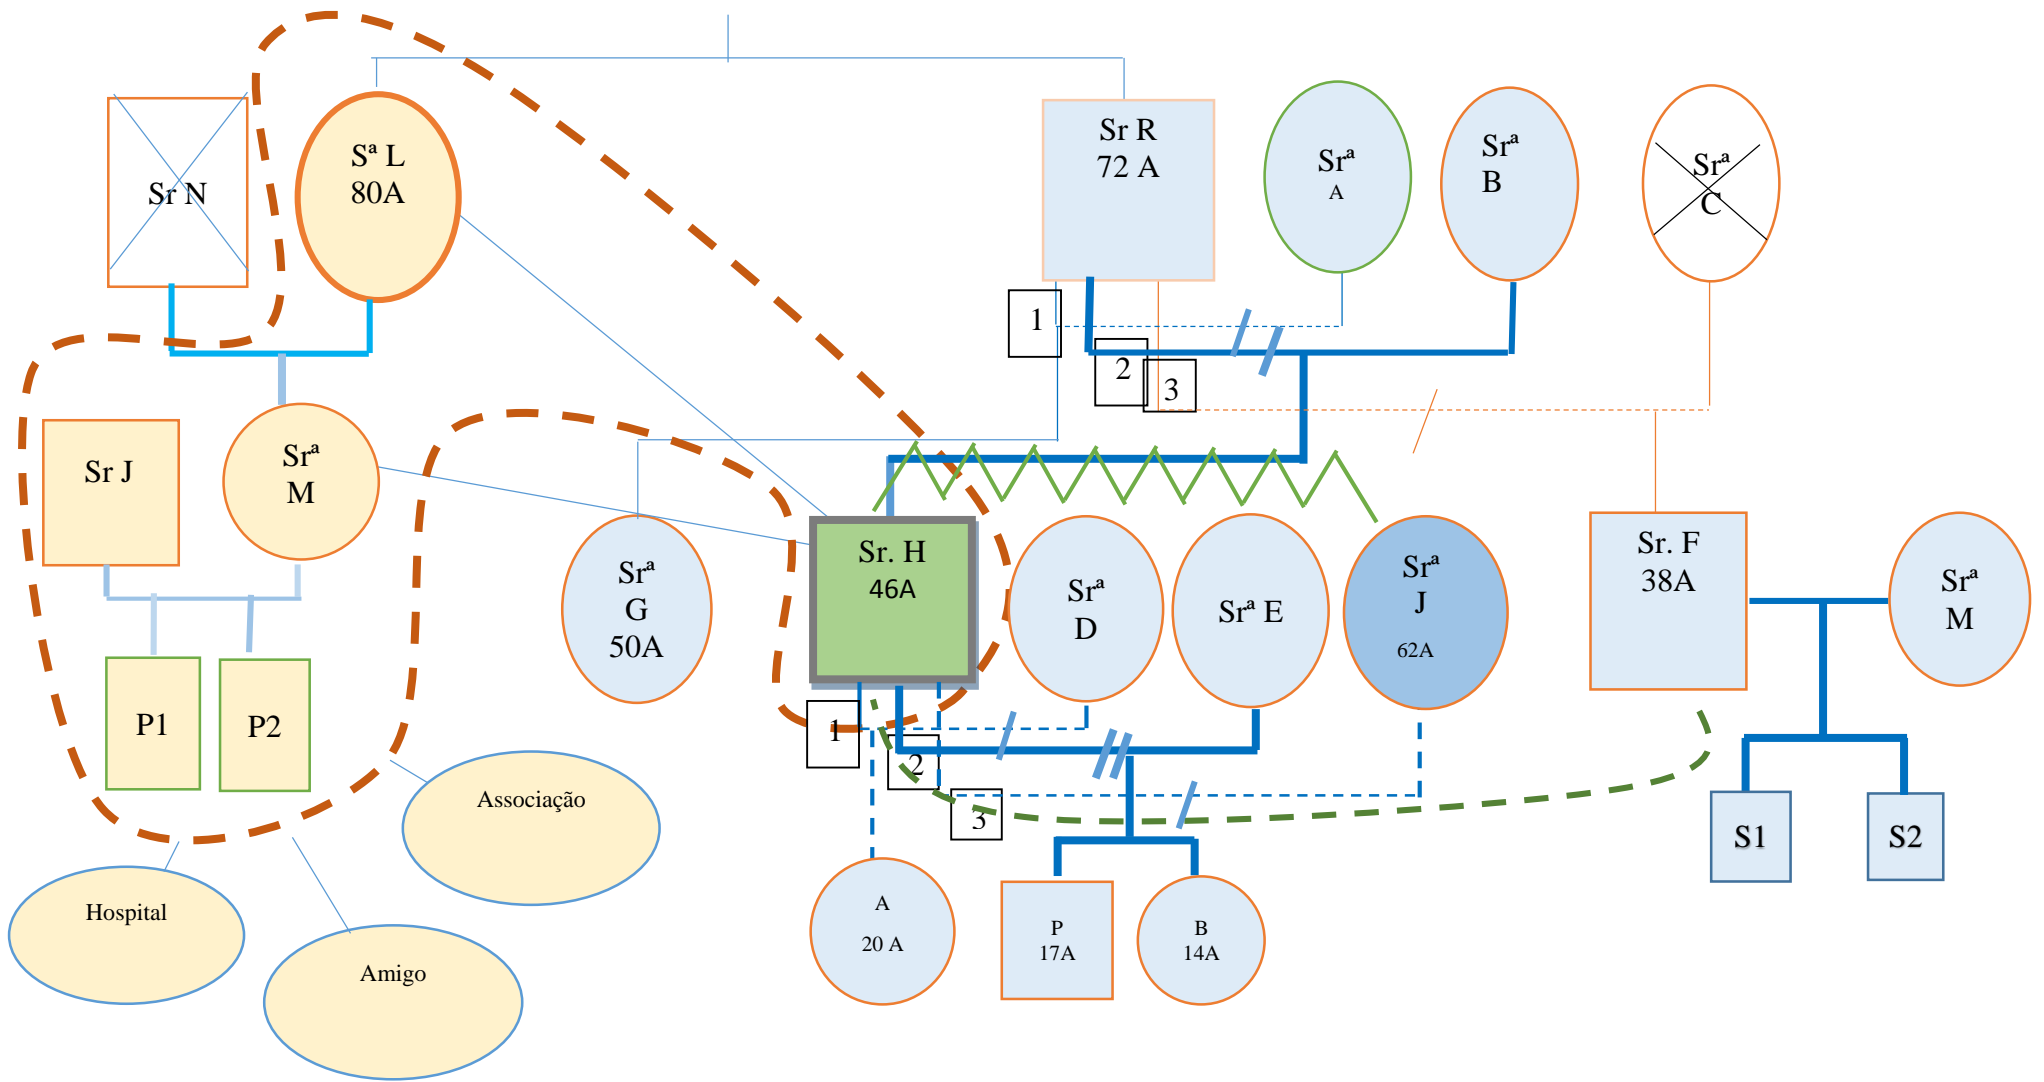 Sr N
Sª L
80A
Sr R
72 A
Srª
A
Srª
B
Srª
C
1
2
3
Sr J
Srª
M
Srª
G
50A
Sr. H
46A
Srª
D
Srª E
Srª
J
62A
Sr. F
38A
Srª
M
P1
P2
1
2
3
Associação
Hospital
Amigo
A
20 A
P
17A
B
14A
S1
S2